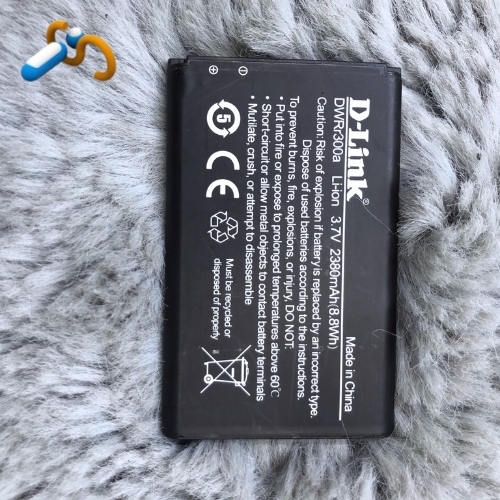 D-Link®
Made in China
DWRr300a Li-ion 3.7V 2380mAh(8.8Wh)
Caution:Risk of explosion if battery is replaced by an incorrect type.
Dispose of used batteries according to the instructions.
To prevent burns, fire, explosions, or injury. DO NOT:
• Put into fire or expose to prolonged temperatures above 60℃
• Short-circuit or allow metal objects to contact battery terminals
• Mutilate, crush, or attempt to disassemble
5
CE
Must be recycled or
disposed of properly